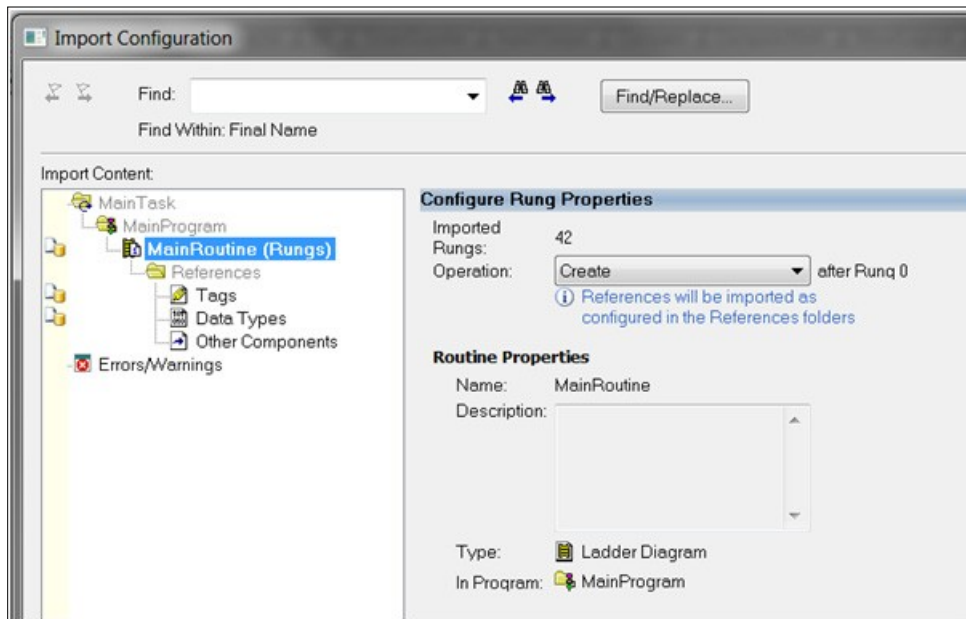 Import Configuration
Find:
Find/Replace...
Find Within: Final Name
Import Content:
MainTask
MainProgram
MainRoutine (Rungs)
References
Tags
Data Types
Other Components
Errors/Warnings
Configure Rung Properties
Imported
Rungs:
42
Operation:
Create
after Rung 0
References will be imported as
configured in the References folders
Routine Properties
Name:
MainRoutine
Description:
Type:
Ladder Diagram
In Program:
MainProgram